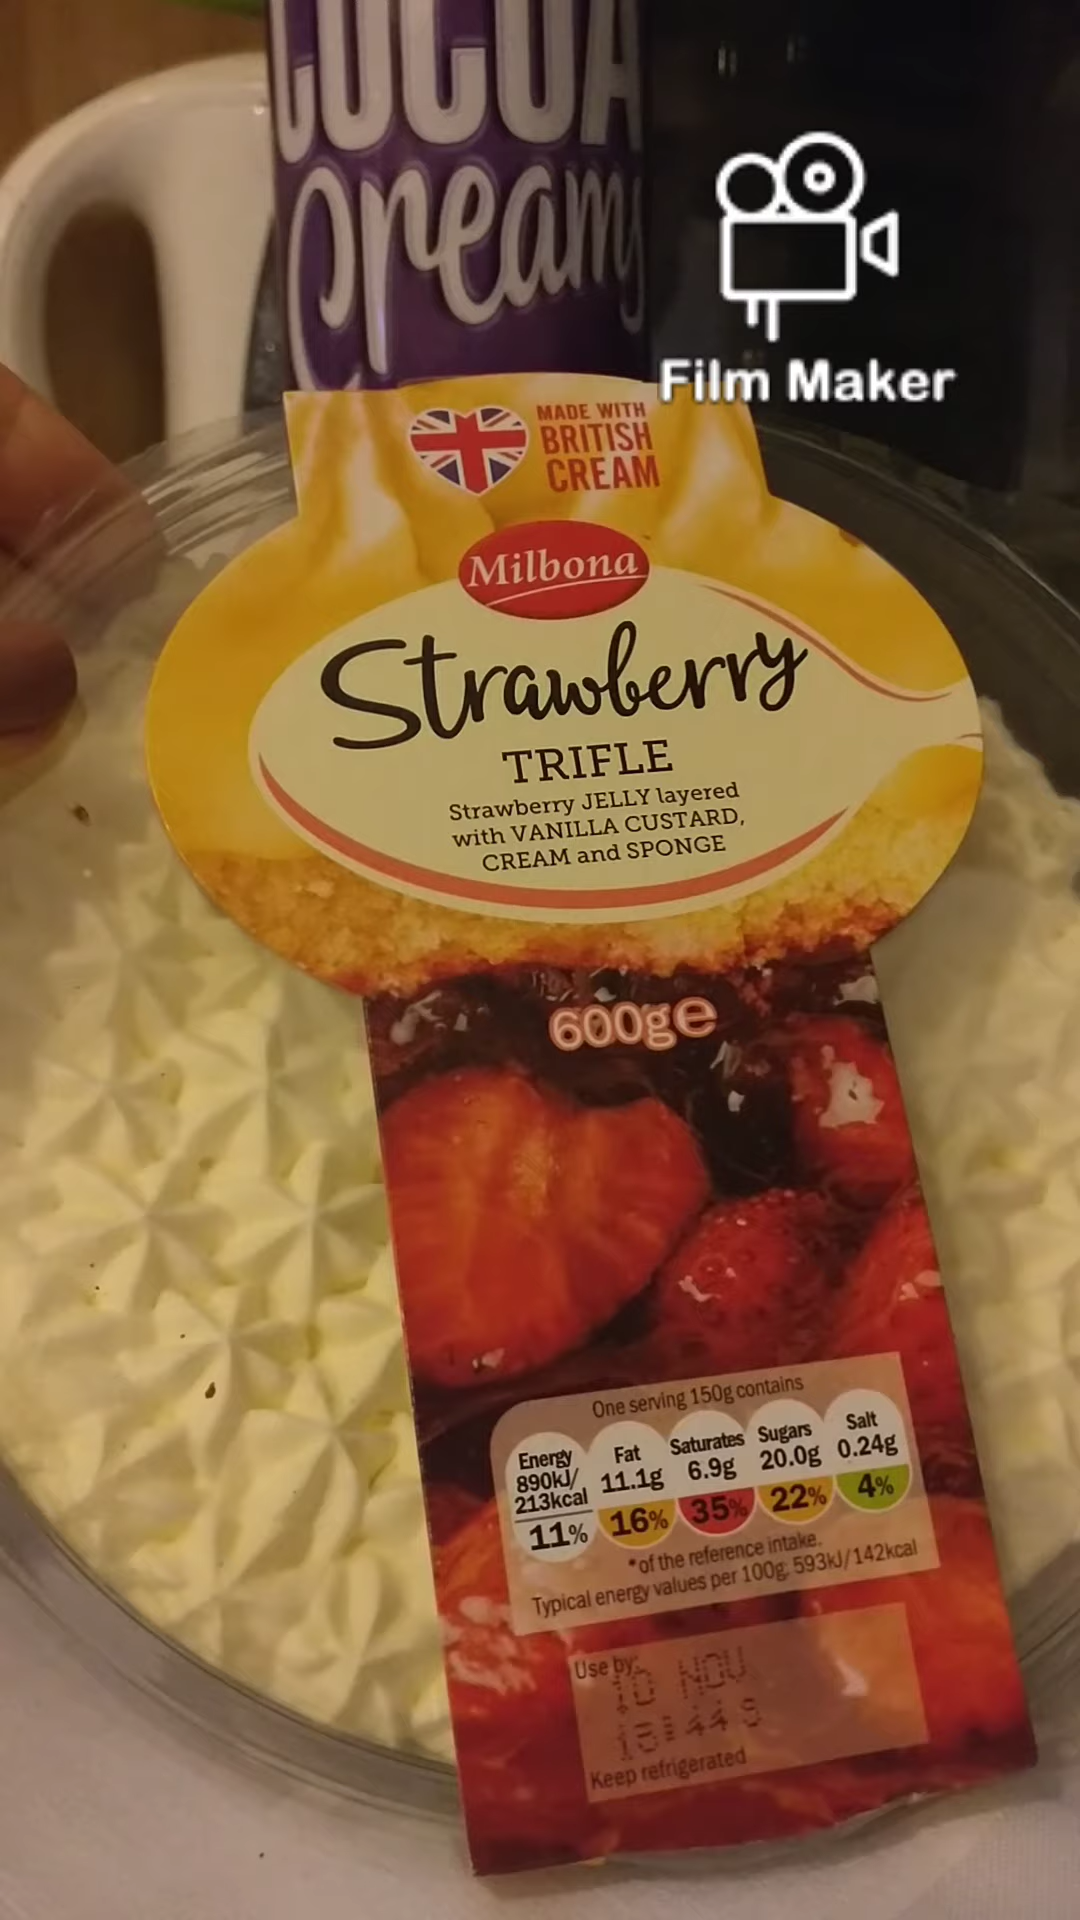 COCOA
Creamy
Film Maker
MADE WITH
BRITISH
CREAM
Milbona
Strawberry
TRIFLE
Strawberry JELLY layered
with VANILLA CUSTARD,
CREAM and SPONGE
600ge
One serving 150g contains
Energy
890kJ/
213kcal
11%
Fat
11.1g
16%
Saturates
6.9g
35%
Sugars
20.0g
22%
Salt
0.24g
4%
*of the reference intake.
Typical energy values per 100g: 593kJ/142kcal
Use by:
10 NOV
18:44 S
Keep refrigerated